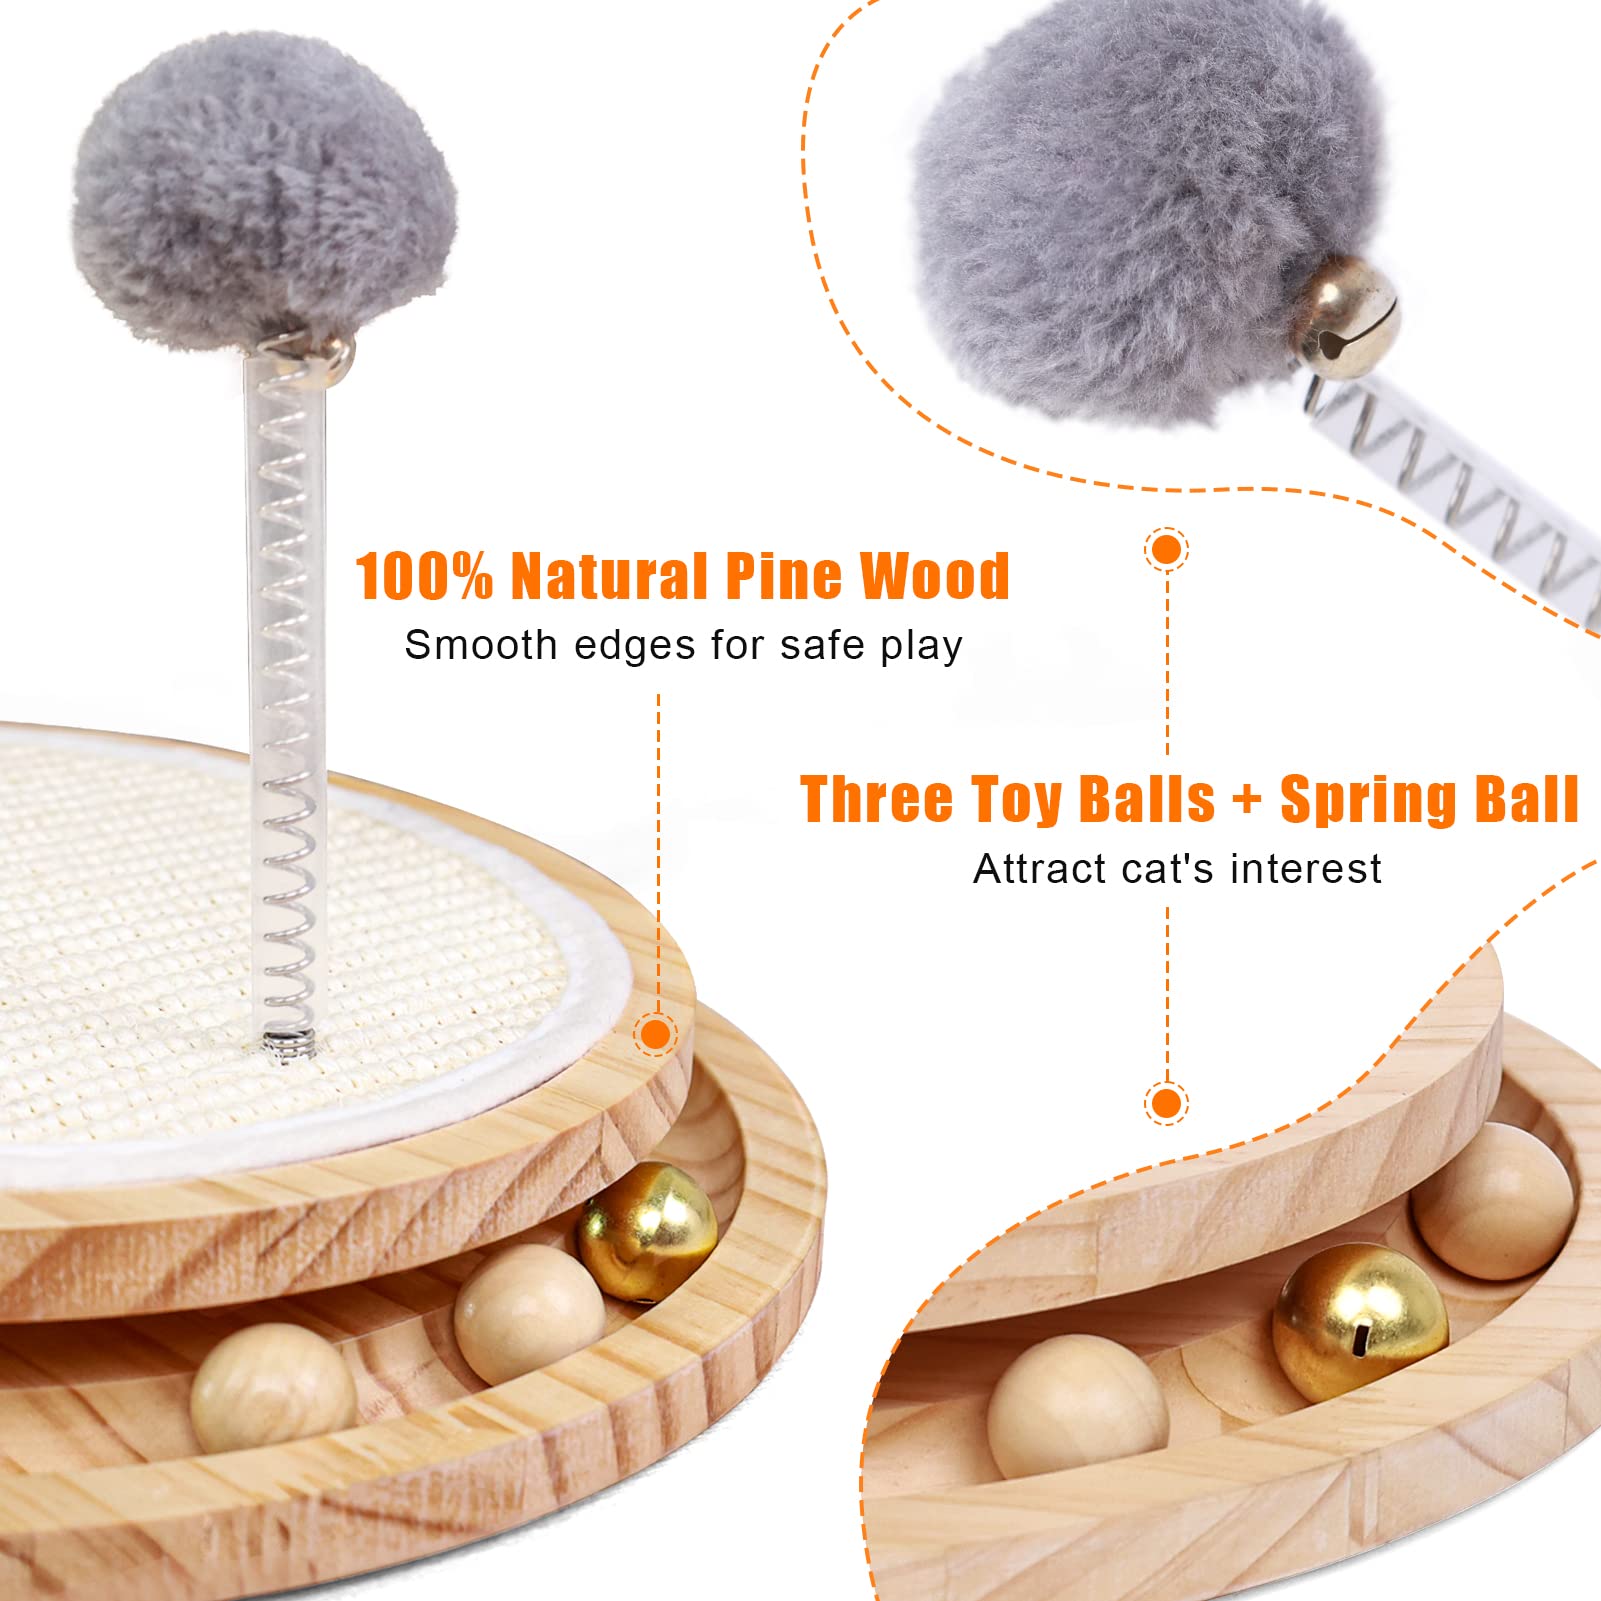 100% Natural Pine Wood
Smooth edges for safe play
Three Toy Balls + Spring Ball
Attract cat's interest